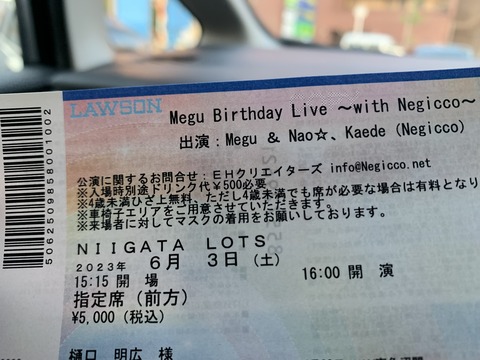 LAWSON
Megu Birthday Live ～with Negicco～
出演：Megu & Nao☆、Kaede（Negicco）
公演に関するお問合せ：EHクリエイターズ info@Negicco.net
※入場時別途ドリンク代¥500必要
※4歳未満ひざ上無料、ただし4歳未満でも席が必要な場合は有料となり
※車椅子エリアをご用意させていただきます。
※来場者に対してマスクの着用をお願いしております。
NIIGATA LOTS
2023年 6月 3日（土）
15:15 開 場 16:00 開 演
指定席（前方）
¥5,000（税込）
樋口 明広 様
5062509858001002